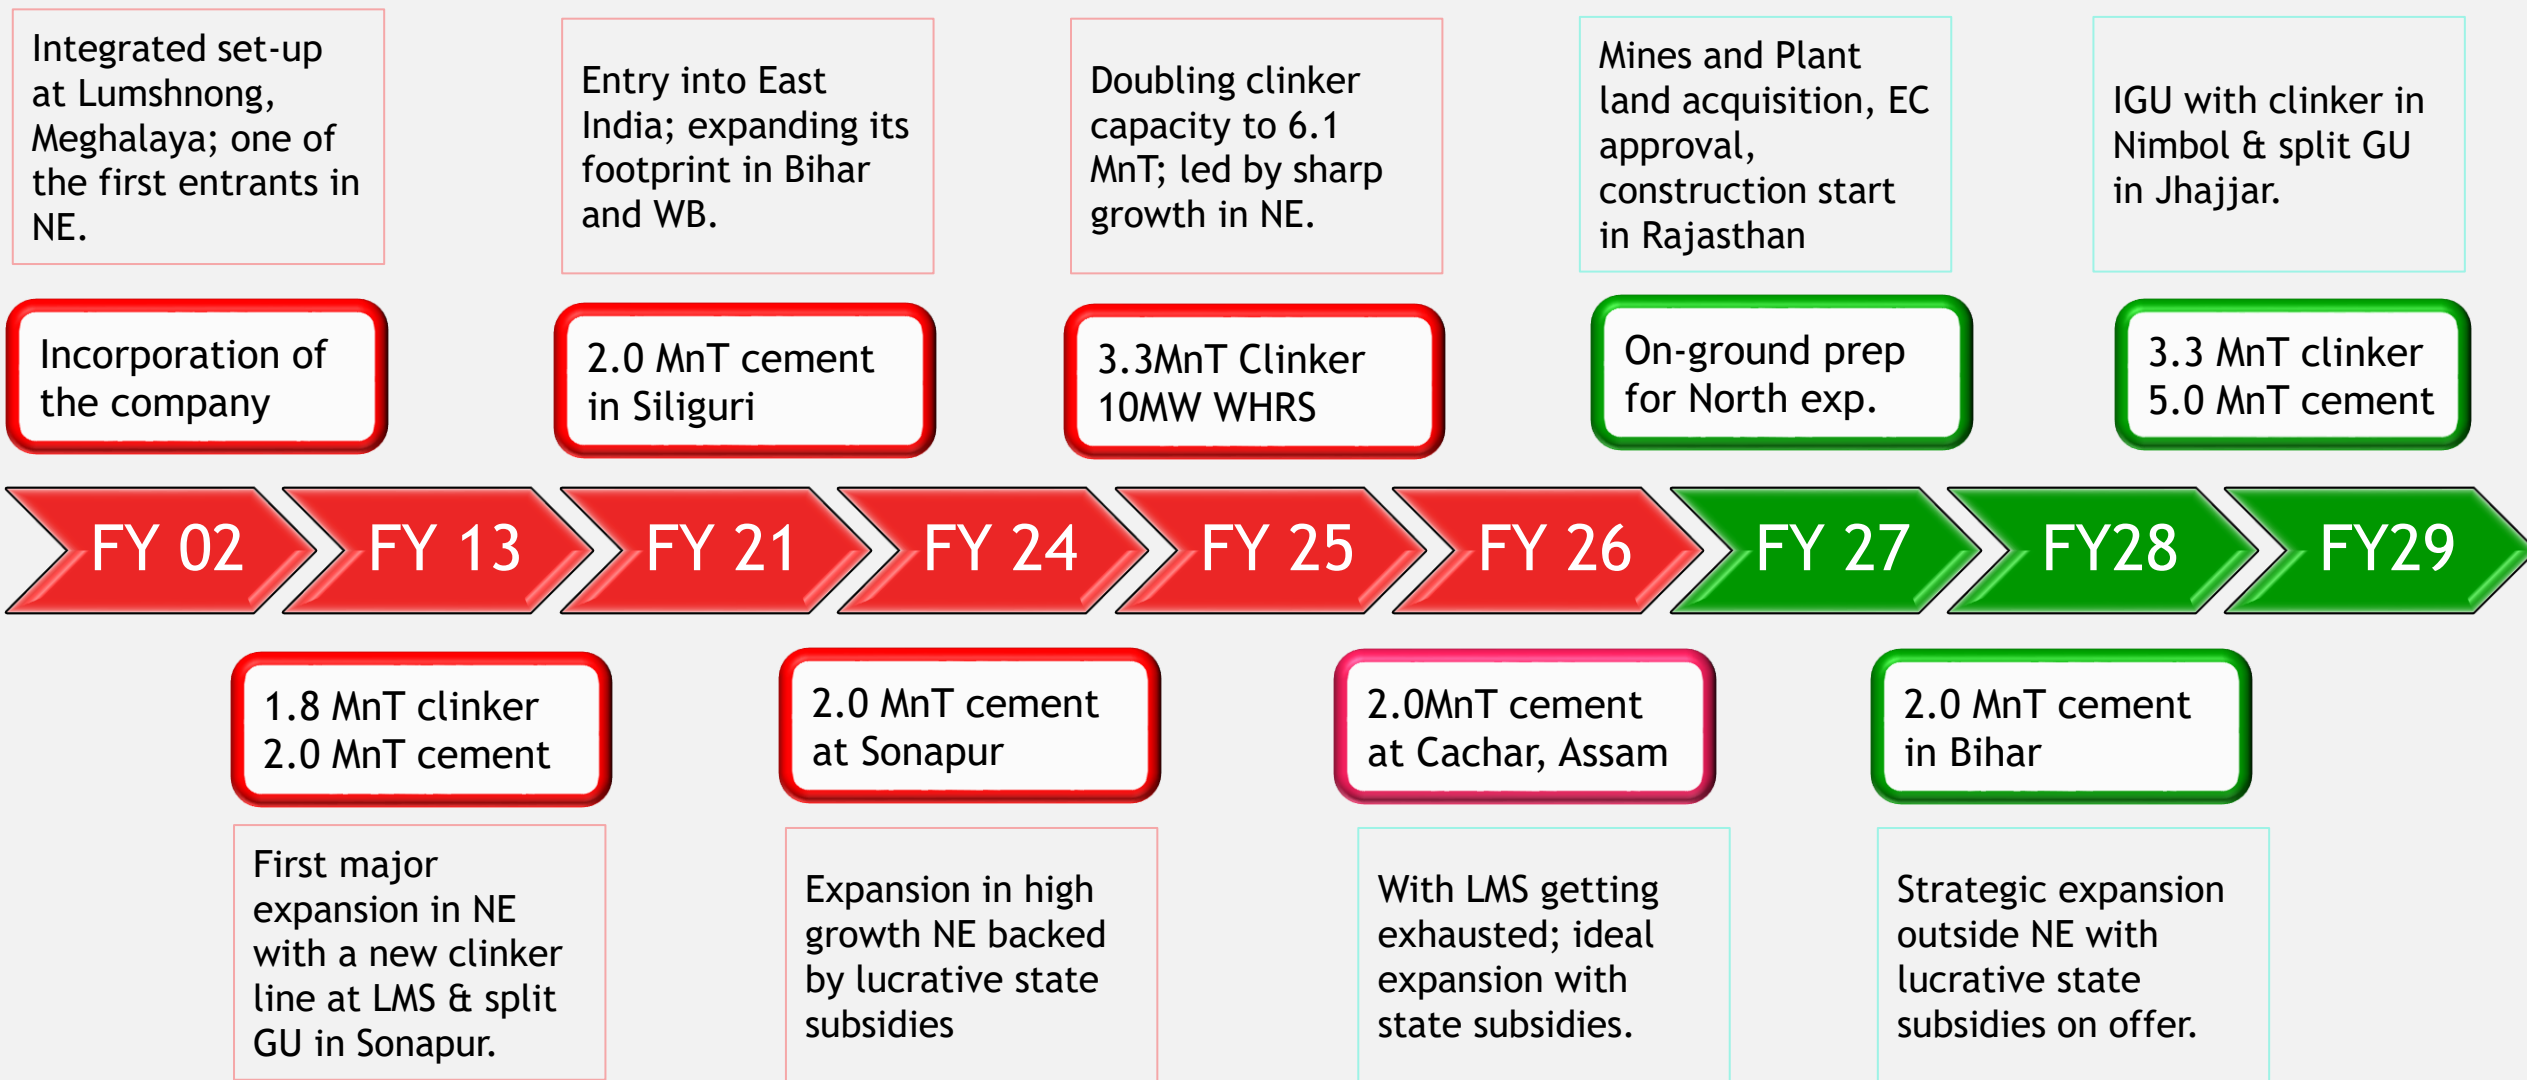 Integrated set-up
at Lumshnong,
Meghalaya; one of
the first entrants in
NE.
Entry into East
India; expanding its
footprint in Bihar
and WB.
Doubling clinker
capacity to 6.1
MnT; led by sharp
growth in NE.
Mines and Plant
land acquisition, EC
approval,
construction start
in Rajasthan
IGU with clinker in
Nimbol & split GU
in Jhajjar.
Incorporation of
the company
2.0 MnT cement
in Siliguri
3.3MnT Clinker
10MW WHRS
On-ground prep
for North exp.
3.3 MnT clinker
5.0 MnT cement
FY 02
FY 13
FY 21
FY 24
FY 25
FY 26
FY 27
FY28
FY29
1.8 MnT clinker
2.0 MnT cement
2.0 MnT cement
at Sonapur
2.0MnT cement
at Cachar, Assam
2.0 MnT cement
in Bihar
First major
expansion in NE
with a new clinker
line at LMS & split
GU in Sonapur.
Expansion in high
growth NE backed
by lucrative state
subsidies
With LMS getting
exhausted; ideal
expansion with
state subsidies.
Strategic expansion
outside NE with
lucrative state
subsidies on offer.